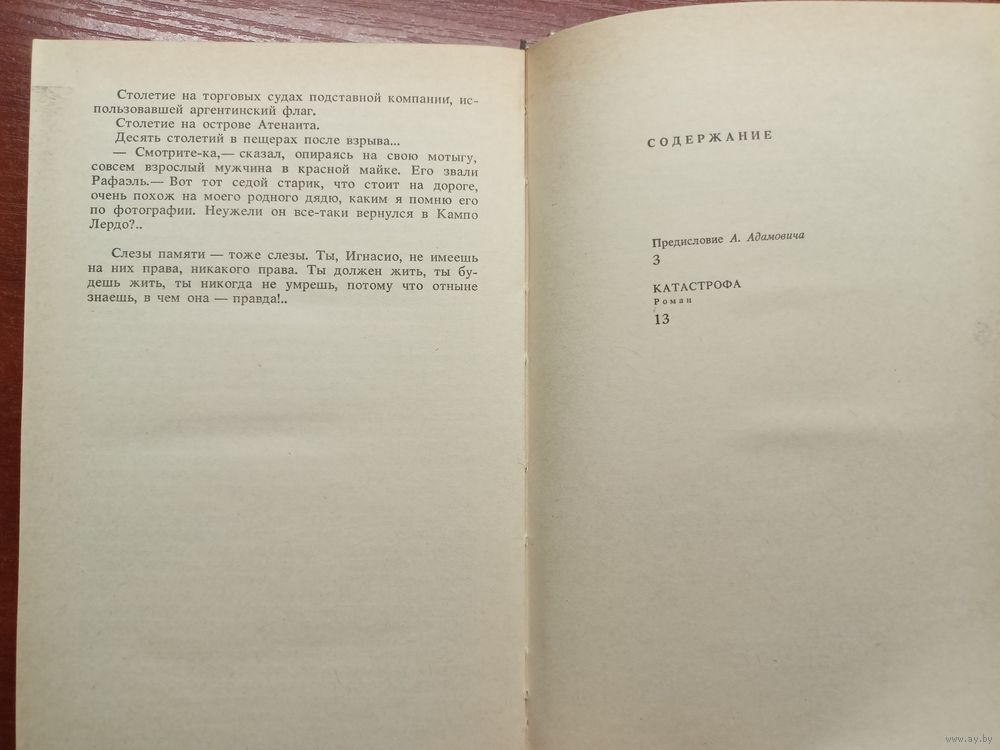 Столетие на торговых судах подставной компании, ис-
пользовавшей аргентинский флаг.
Столетие на острове Атенаита.
Десять столетий в пещерах после взрыва...
— Смотрите-ка,— сказал, опираясь на свою мотыгу,
совсем взрослый мужчина в красной майке. Его звали
Рафаэль.— Вот тот седой старик, что стоит на дороге,
очень похож на моего родного дядю, каким я помню его
по фотографии. Неужели он все-таки вернулся в Кампо
Лердо?..
Слезы памяти — тоже слезы. Ты, Игнасио, не имеешь
на них права, никакого права. Ты должен жить, ты бу-
дешь жить, ты никогда не умрешь, потому что отныне
знаешь, в чем она — правда!..
СОДЕРЖАНИЕ
Предисловие А. Адамовича
3
КАТАСТРОФА
Роман
13
www.ay.by